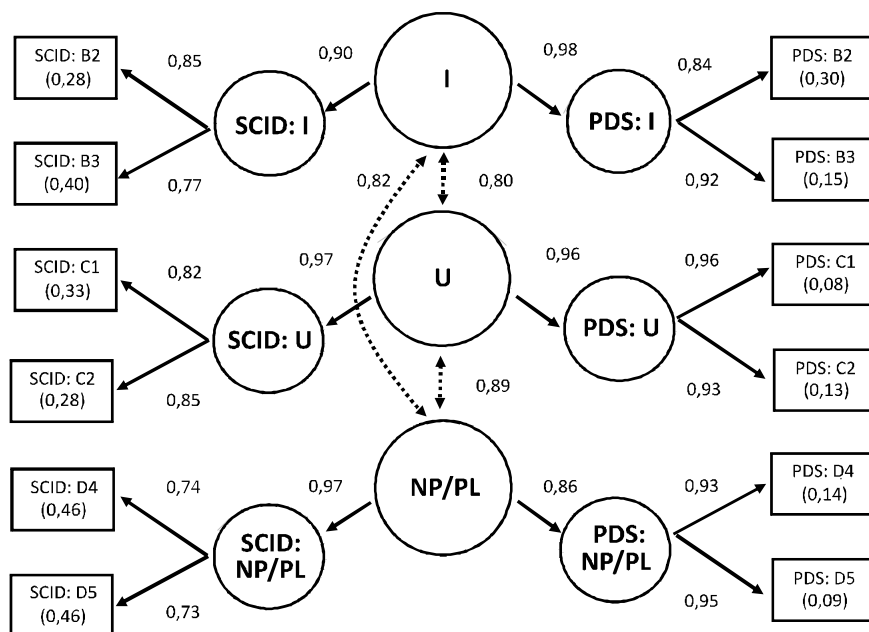 SCID: B2
(0,28)
0,85
0,90
I
0,98
0,84
PDS: B2
(0,30)
SCID: I
PDS: I
SCID: B3
(0,40)
0,77
0,82
0,80
0,92
PDS: B3
(0,15)
SCID: C1
(0,33)
0,82
0,97
U
0,96
0,96
PDS: C1
(0,08)
SCID: U
PDS: U
SCID: C2
(0,28)
0,85
0,89
0,93
PDS: C2
(0,13)
SCID: D4
(0,46)
0,74
0,97
NP/PL
0,86
0,93
PDS: D4
(0,14)
SCID:
NP/PL
PDS:
NP/PL
SCID: D5
(0,46)
0,73
0,95
PDS: D5
(0,09)